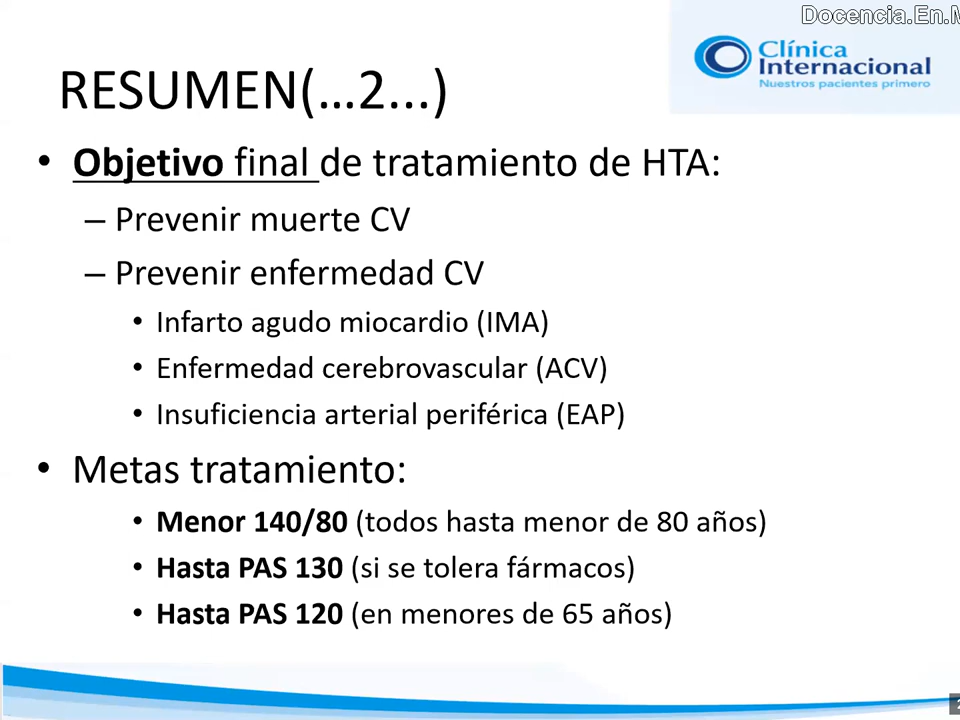 Docencia.En.M
Clínica
Internacional
Nuestros pacientes primero
RESUMEN(...2...)
• Objetivo final de tratamiento de HTA:
– Prevenir muerte CV
– Prevenir enfermedad CV
• Infarto agudo miocardio (IMA)
• Enfermedad cerebrovascular (ACV)
• Insuficiencia arterial periférica (EAP)
• Metas tratamiento:
• Menor 140/80 (todos hasta menor de 80 años)
• Hasta PAS 130 (si se tolera fármacos)
• Hasta PAS 120 (en menores de 65 años)